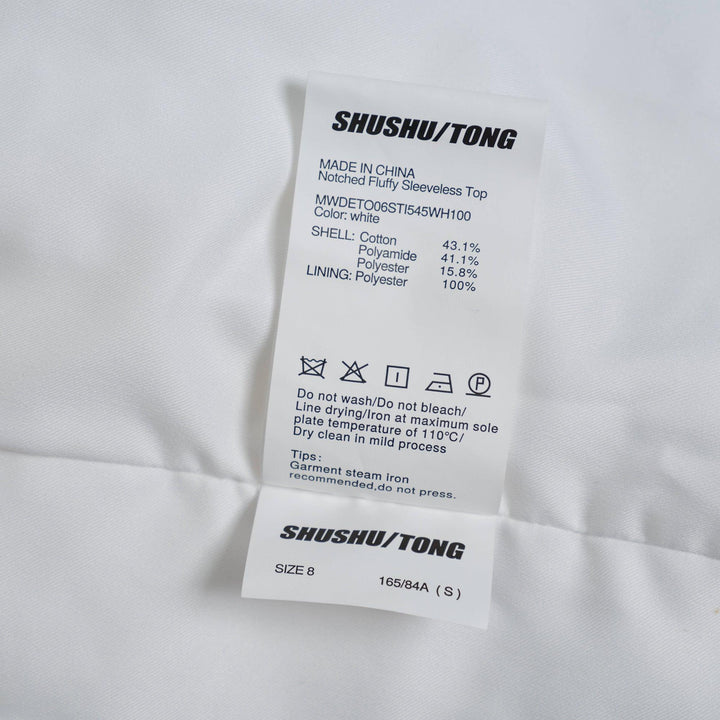 SHUSHU/TONG
MADE IN CHINA
Notched Fluffy Sleeveless Top
MWDETO06STI545WH100
Color: white
SHELL: Cotton 43.1%
Polyamide 41.1%
Polyester 15.8%
LINING: Polyester 100%
P
Do not wash/Do not bleach/
Line drying/Iron at maximum sole
plate temperature of 110℃/
Dry clean in mild process
Tips:
Garment steam iron
recommended,do not press.
SHUSHU/TONG
SIZE 8 165/84A (S)